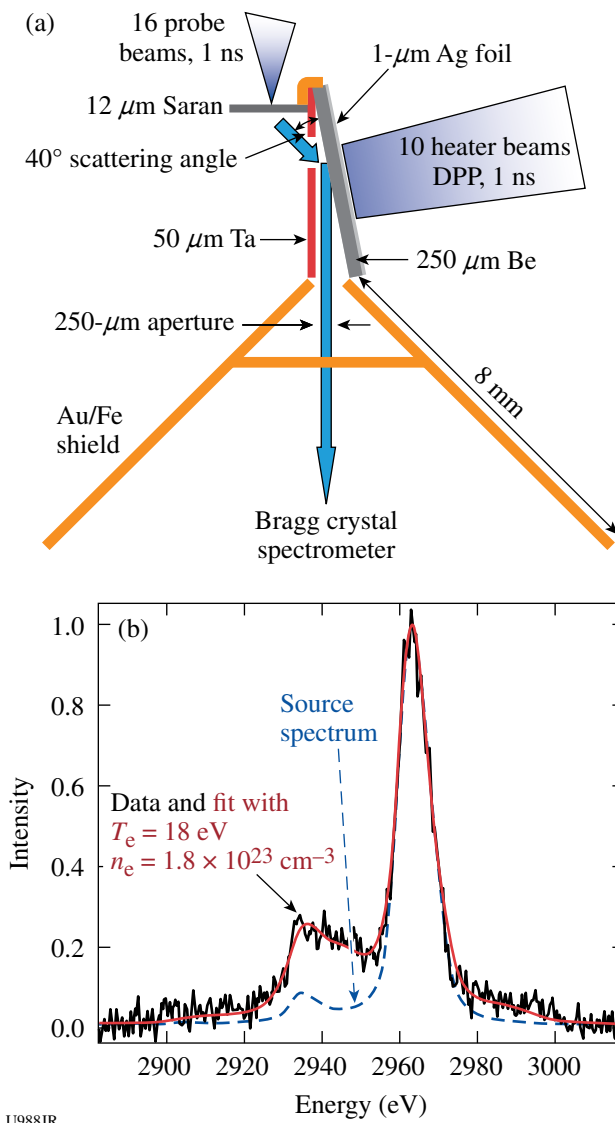 (a)
16 probe
beams, 1 ns
1-μm Ag foil
12 μm Saran
40° scattering angle
10 heater beams
DPP, 1 ns
50 μm Ta
250 μm Be
250-μm aperture
8 mm
Au/Fe
shield
Bragg crystal
spectrometer
(b)
1.0
0.8
0.6
0.4
0.2
0.0
Intensity
Source
spectrum
Data and fit with
Te = 18 eV
ne = 1.8 × 10²³ cm⁻³
2900 2920 2940 2960 2980 3000
Energy (eV)
U988JR